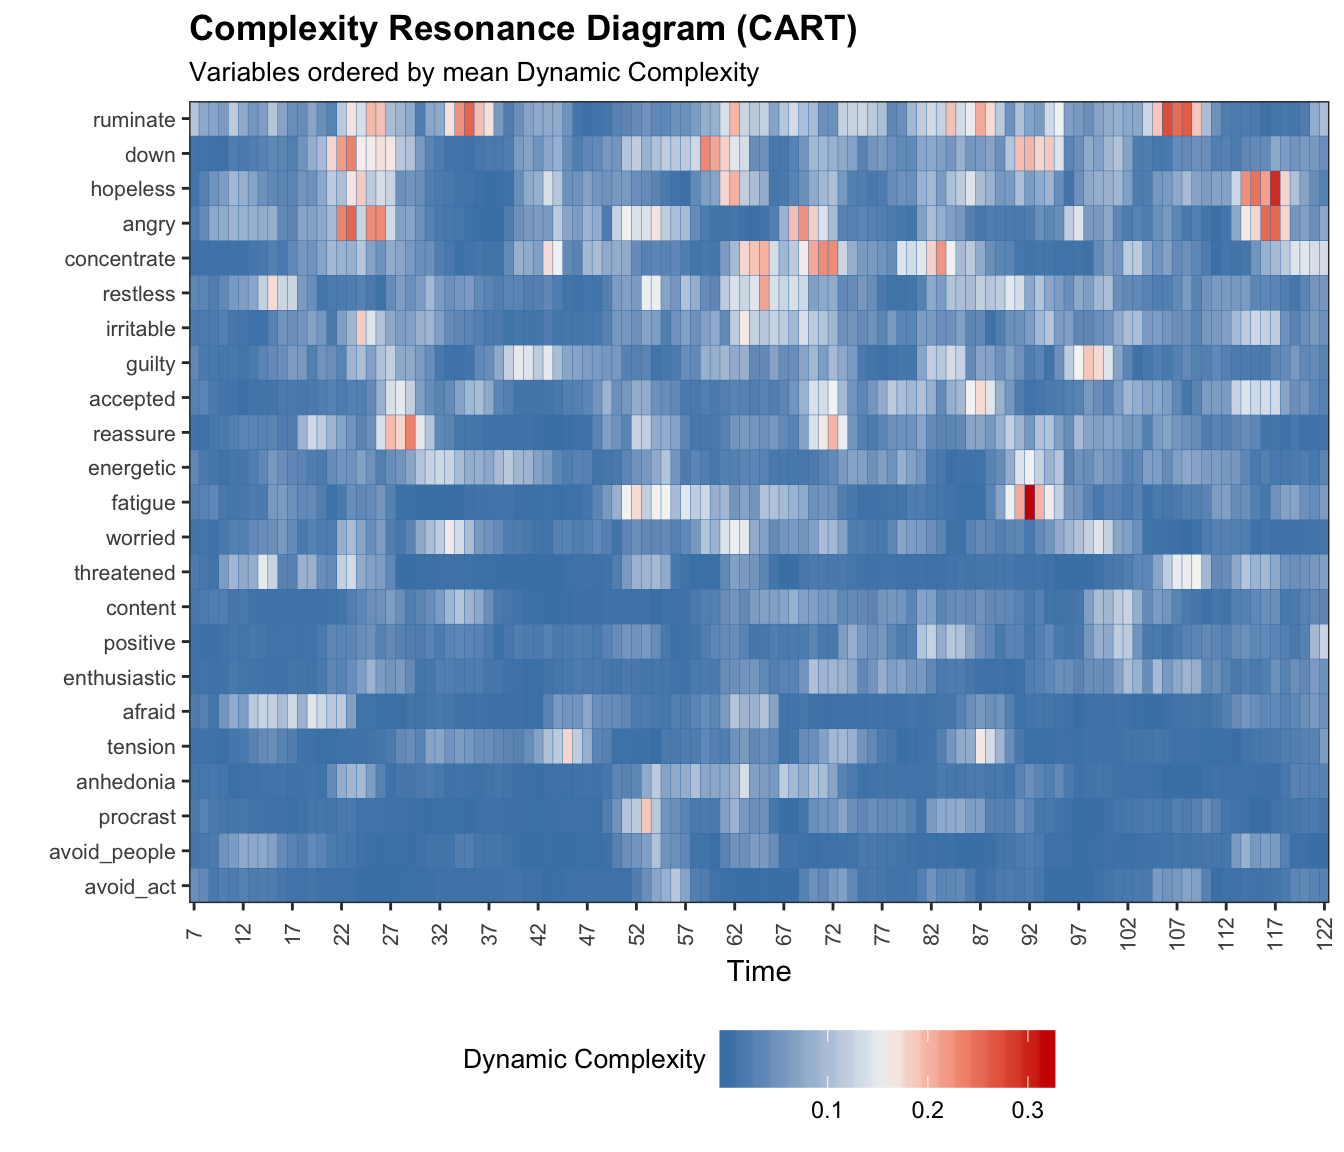 Complexity Resonance Diagram (CART)
Variables ordered by mean Dynamic Complexity
ruminate
down
hopeless
angry
concentrate
restless
irritable
guilty
accepted
reassure
energetic
fatigue
worried
threatened
content
positive
enthusiastic
afraid
tension
anhedonia
procrast
avoid_people
avoid_act
7 12 17 22 27 32 37 42 47 52 57 62 67 72 77 82 87 92 97 102 107 112 117 122
Time
Dynamic Complexity
0.1 0.2 0.3